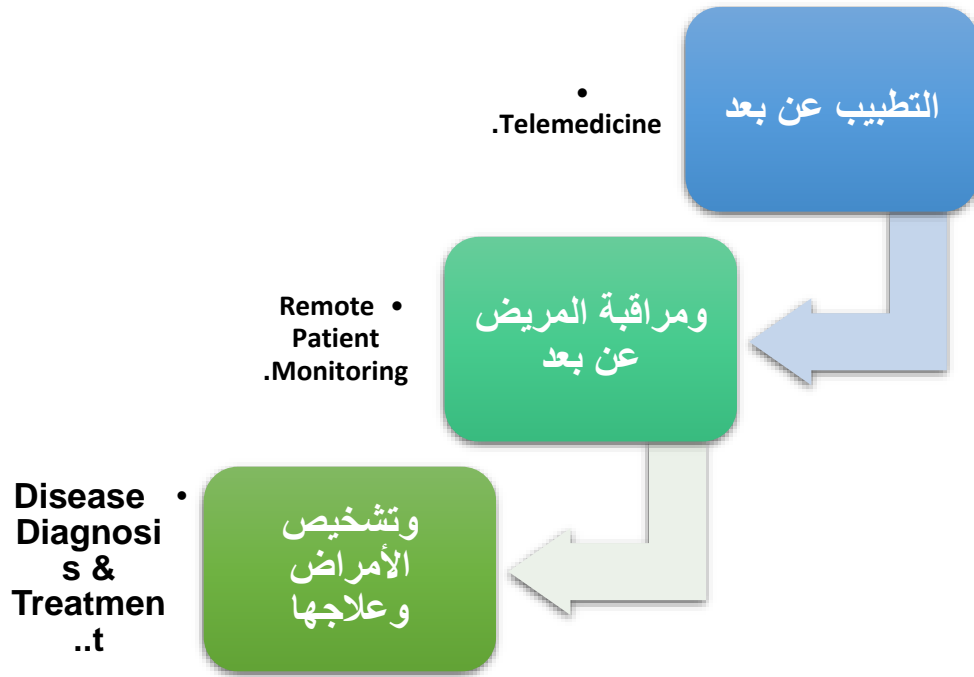 التطبيب عن بعد
•
.Telemedicine
ومراقبة المريض
عن بعد
Remote •
Patient
.Monitoring
وتشخيص
الأمراض
وعلاجها
Disease •
Diagnosi
s &
Treatmen
..t